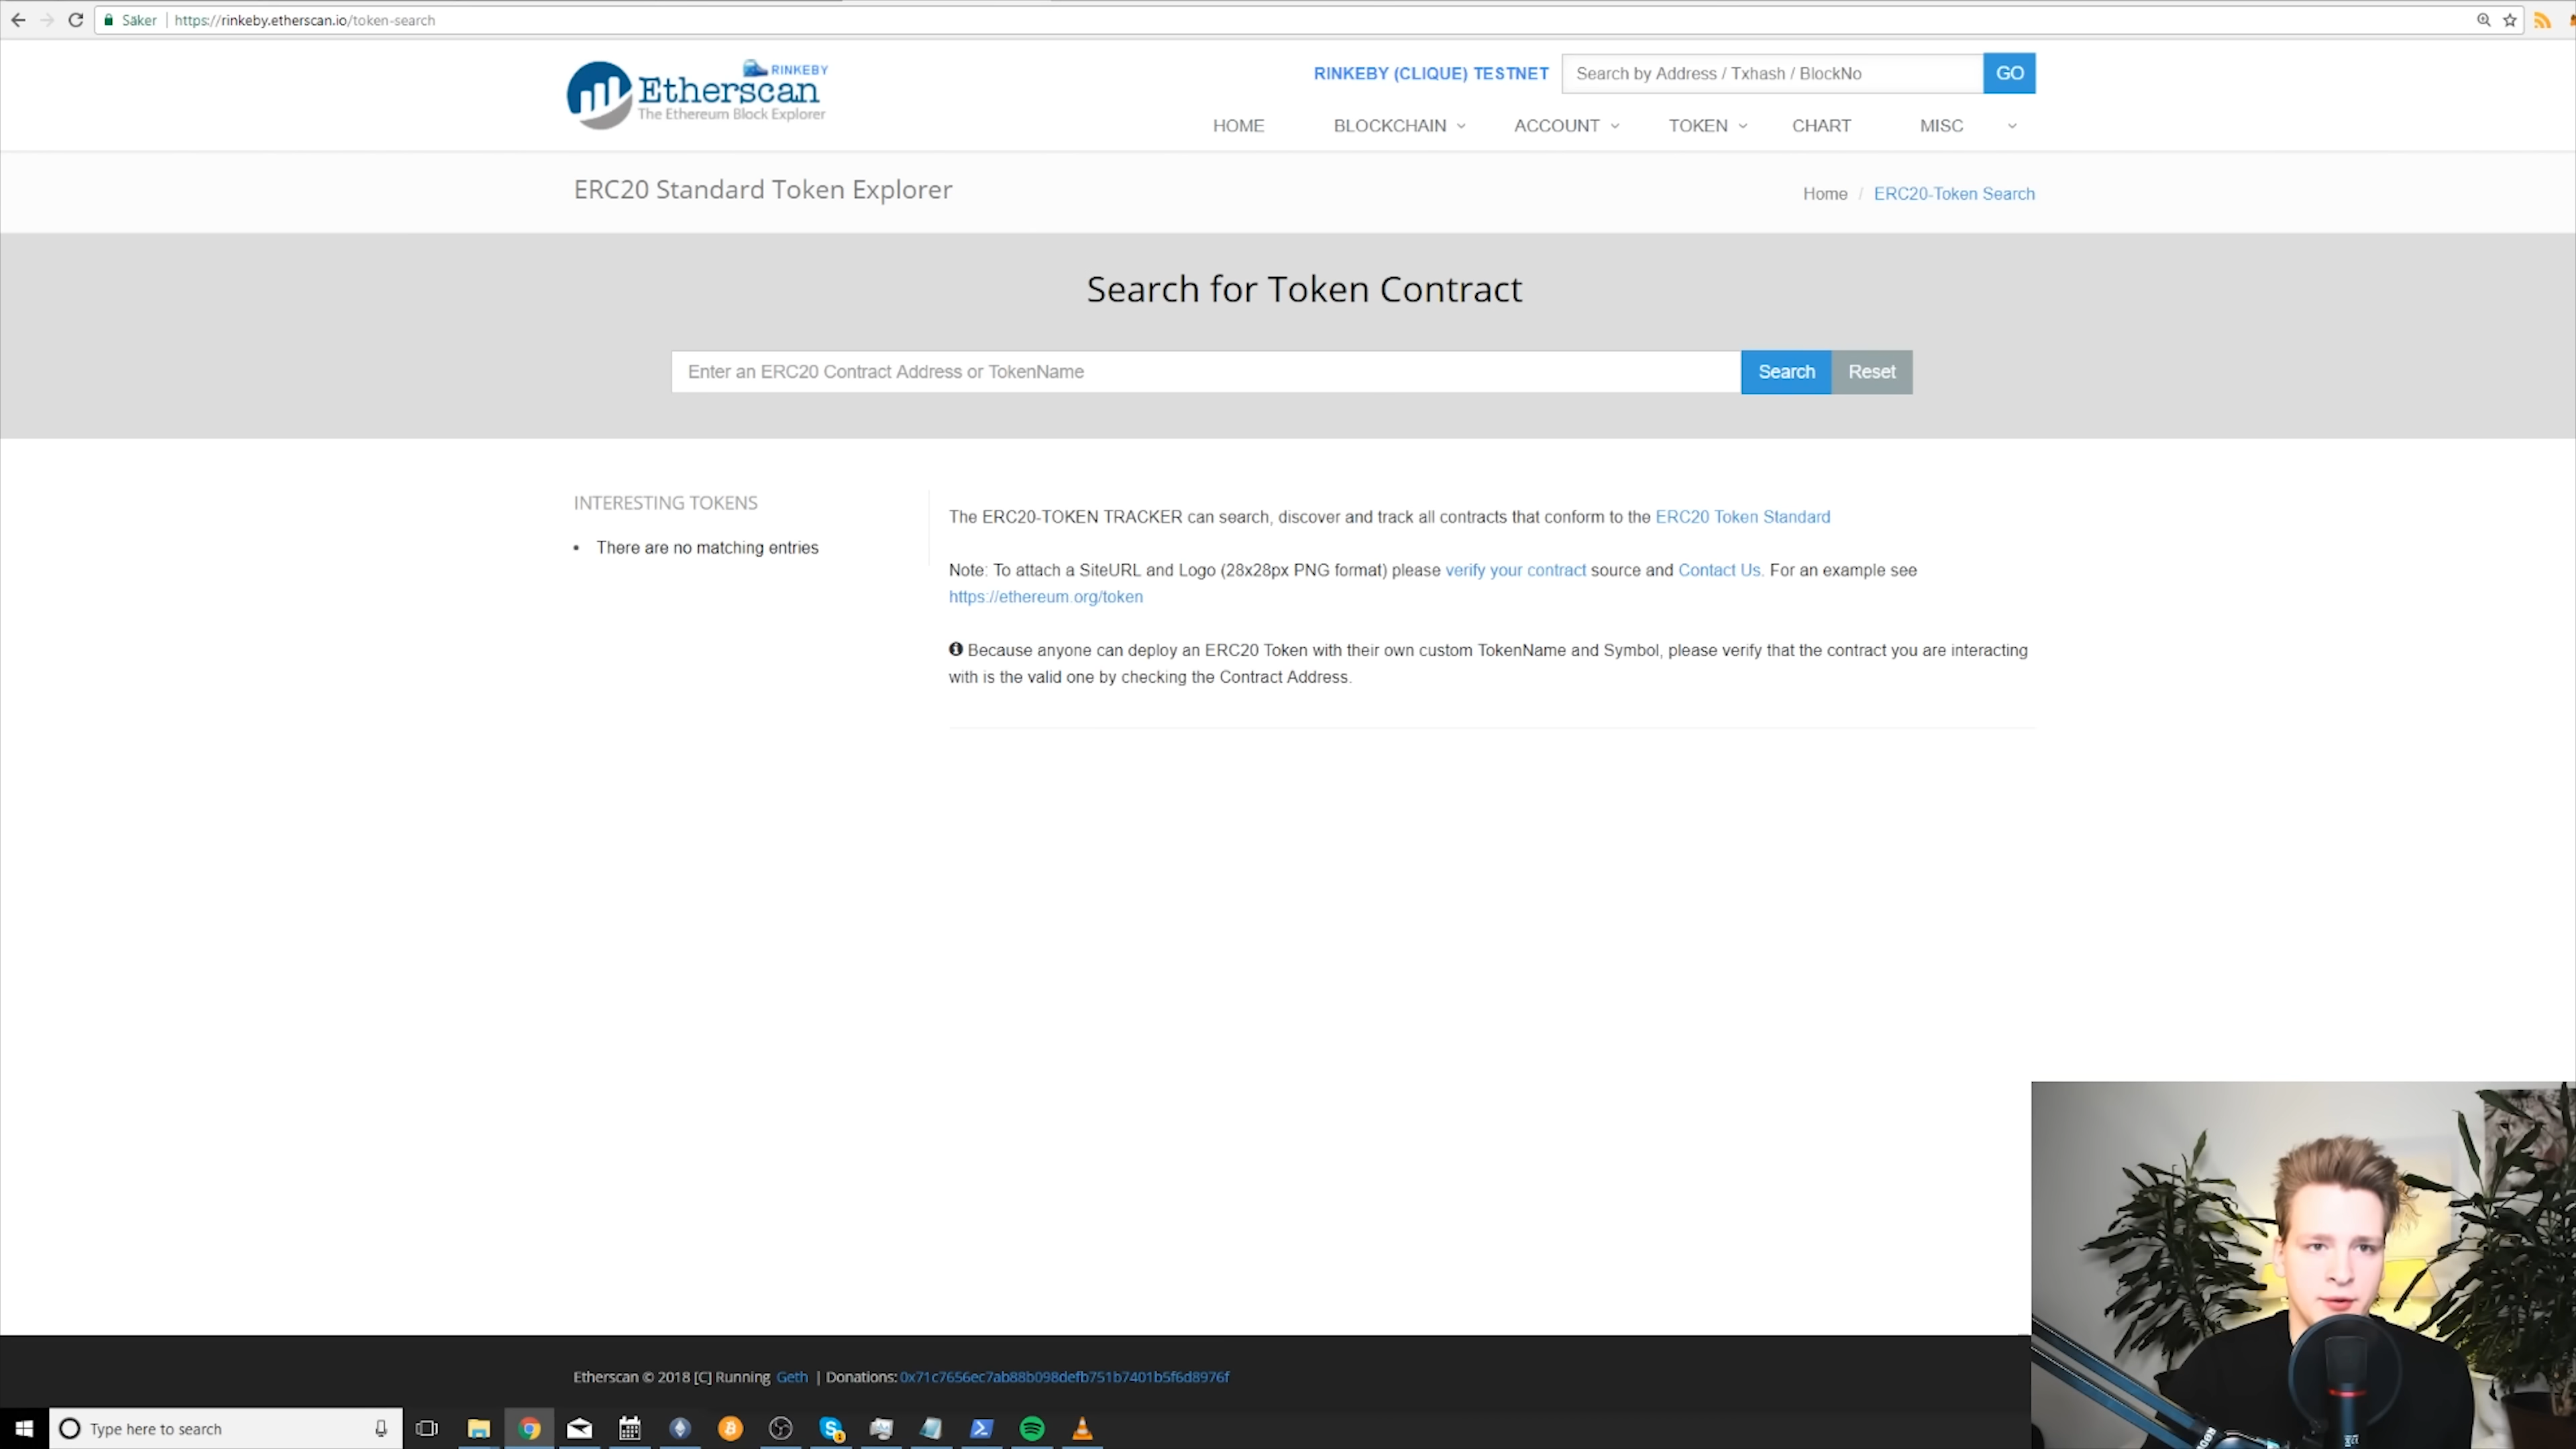 Säker
https://rinkeby.etherscan.io/token-search
RINKEBY
Etherscan
The Ethereum Block Explorer
RINKEBY (CLIQUE) TESTNET
Search by Address / Txhash / BlockNo
GO
HOME
BLOCKCHAIN
ACCOUNT
TOKEN
CHART
MISC
ERC20 Standard Token Explorer
Home / ERC20-Token Search
Search for Token Contract
Enter an ERC20 Contract Address or TokenName
Search
Reset
INTERESTING TOKENS
• There are no matching entries
The ERC20-TOKEN TRACKER can search, discover and track all contracts that conform to the ERC20 Token Standard
Note: To attach a SiteURL and Logo (28x28px PNG format) please verify your contract source and Contact Us. For an example see
https://ethereum.org/token
Because anyone can deploy an ERC20 Token with their own custom TokenName and Symbol, please verify that the contract you are interacting
with is the valid one by checking the Contract Address.
Etherscan © 2018 [C] Running Geth | Donations: 0x71c7656ec7ab88b098defb751b7401b5f6d8976f
Type here to search